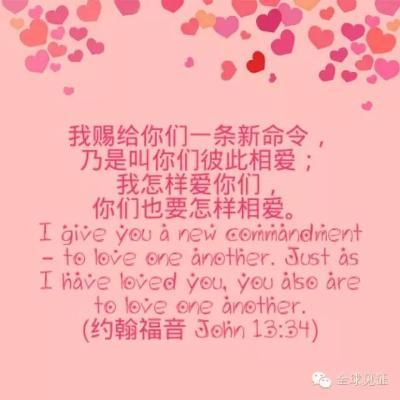 我赐给你们一条新命令，
乃是叫你们彼此相爱；
我怎样爱你们，
你们也要怎样相爱。
I give you a new commandment
- to love one another. Just as
I have loved you, you also are
to love one another.
(约翰福音 John 13:34)
全球见证